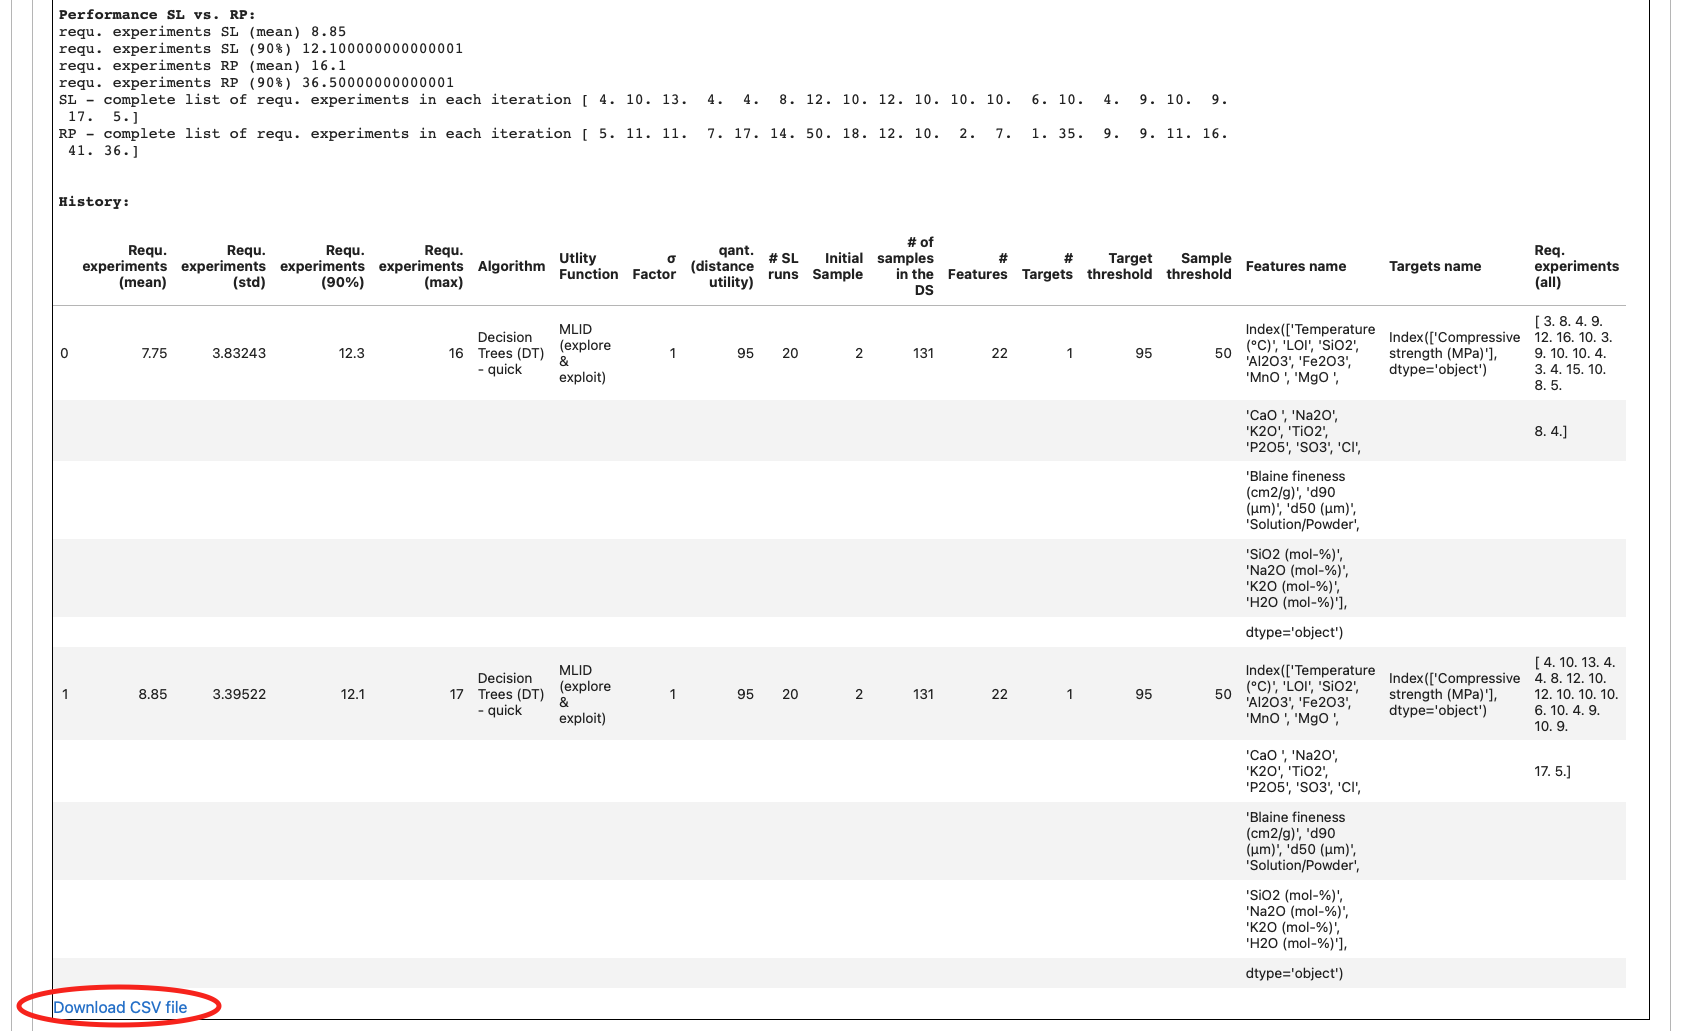 Performance SL vs. RP:
requ. experiments SL (mean) 8.85
requ. experiments SL (90%) 12.100000000000001
requ. experiments RP (mean) 16.1
requ. experiments RP (90%) 36.50000000000001
SL - complete list of requ. experiments in each iteration [ 4. 10. 13.  4.  4.  8. 12. 10. 12. 10. 10. 10.  6. 10.  4.  9. 10.  9.
 17.  5.]
RP - complete list of requ. experiments in each iteration [ 5. 11. 11.  7. 17. 14. 50. 18. 12. 10.  2.  7.  1. 35.  9.  9. 11. 16.
 41. 36.]
History:
Requ. experiments (mean)
Requ. experiments (std)
Requ. experiments (90%)
Requ. experiments (max)
Algorithm
Utlity Function
σ Factor
qant. (distance utility)
# SL runs
Initial Sample
# of samples in the DS
# Features
# Targets
Target threshold
Sample threshold
Features name
Targets name
Req. experiments (all)
0
7.75
3.83243
12.3
16
Decision
Trees (DT)
- quick
MLID
(explore
&
exploit)
1
95
20
2
131
22
1
95
50
Index(['Temperature
(°C)', 'LOI', 'SiO2',
'Al2O3', 'Fe2O3',
'MnO ', 'MgO ',
Index(['Compressive
strength (MPa)'],
dtype='object')
[ 3. 8. 4. 9.
12. 16. 10. 3.
9. 10. 10. 4.
3. 4. 15. 10.
8. 5.
'CaO ', 'Na2O',
'K2O', 'TiO2',
'P2O5', 'SO3', 'Cl',
8. 4.]
'Blaine fineness
(cm2/g)', 'd90
(µm)', 'd50 (µm)',
'Solution/Powder',
'SiO2 (mol-%)',
'Na2O (mol-%)',
'K2O (mol-%)',
'H2O (mol-%)'],
dtype='object')
1
8.85
3.39522
12.1
17
Decision
Trees (DT)
- quick
MLID
(explore
&
exploit)
1
95
20
2
131
22
1
95
50
Index(['Temperature
(°C)', 'LOI', 'SiO2',
'Al2O3', 'Fe2O3',
'MnO ', 'MgO ',
Index(['Compressive
strength (MPa)'],
dtype='object')
[ 4. 10. 13. 4.
4. 8. 12. 10.
12. 10. 10. 10.
6. 10. 4. 9.
10. 9.
'CaO ', 'Na2O',
'K2O', 'TiO2',
'P2O5', 'SO3', 'Cl',
17. 5.]
'Blaine fineness
(cm2/g)', 'd90
(µm)', 'd50 (µm)',
'Solution/Powder',
'SiO2 (mol-%)',
'Na2O (mol-%)',
'K2O (mol-%)',
'H2O (mol-%)'],
dtype='object')
Download CSV file